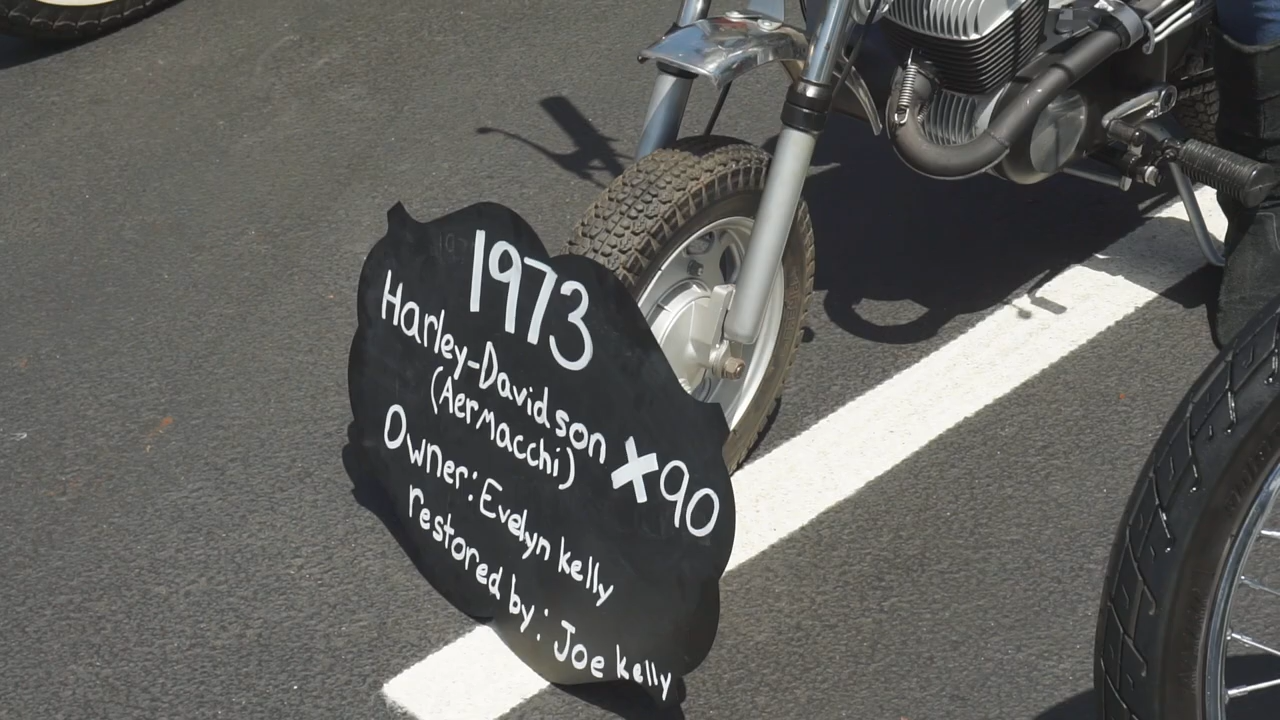 1973
Harley-Davidson X90
(Aermacchi)
Owner: Evelyn kelly
restored by: Joe kelly